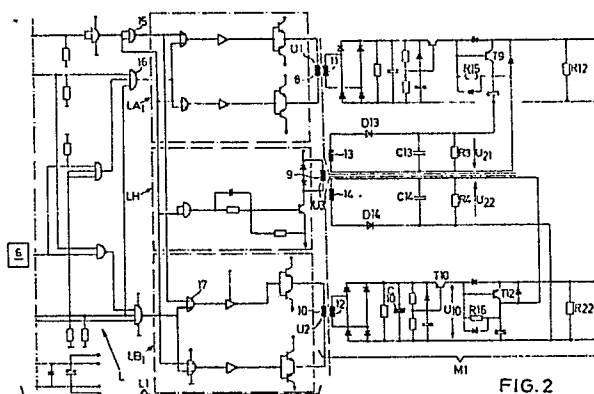 15
16
U1
8
11
R15
T9
R12
LA1
D13
13
C13
R3
U21
LH
9
14
C14
R4
U22
U3
D14
6
17
T10
10
12
C10
U10
T12
R16
R22
U2
LB1
L
L1
M1
FIG. 2